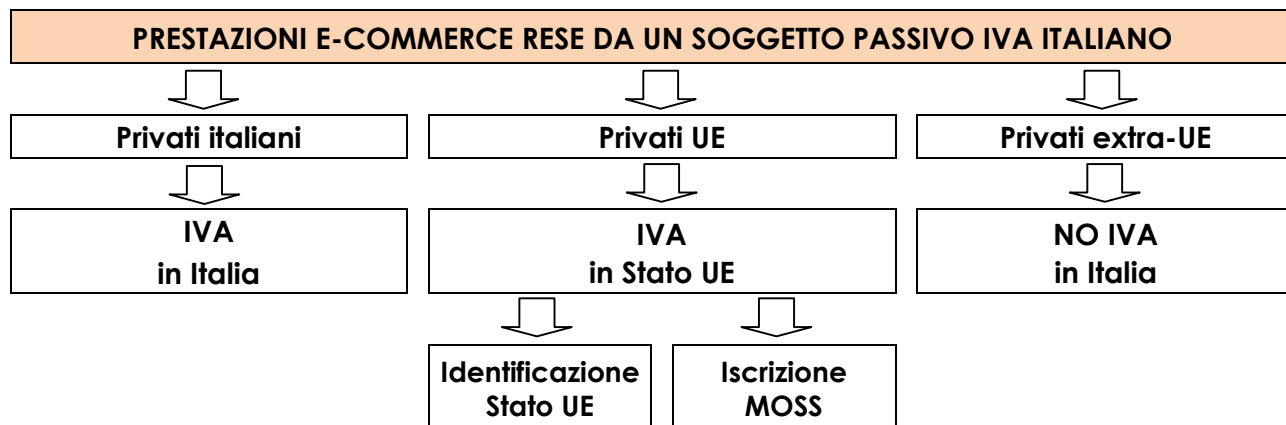 PRESTAZIONI E-COMMERCE RESE DA UN SOGGETTO PASSIVO IVA ITALIANO
Privati italiani
Privati UE
Privati extra-UE
IVA
in Italia
IVA
in Stato UE
NO IVA
in Italia
Identificazione
Stato UE
Iscrizione
MOSS